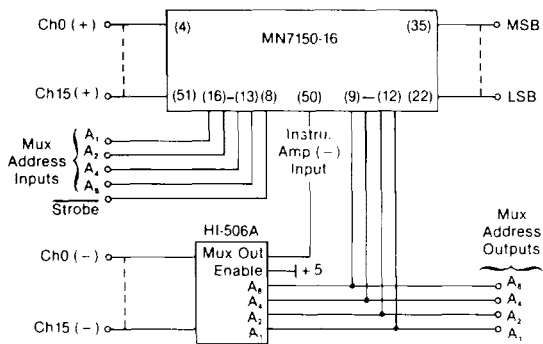 Ch0 (+)
(4)
MN7150-16
(35)
MSB
Ch15 (+)
(51) (16)–(13) (8) (50) (9)—(12) (22)
LSB
Mux
Address
Inputs
A₁
A₂
A₄
A₈
Strobe
Instru.
Amp (−)
Input
HI-506A
Ch0 (−)
Mux Out
Enable
+ 5
A₈
A₄
A₂
A₁
Ch15 (−)
Mux
Address
Outputs
A₈
A₄
A₂
A₁